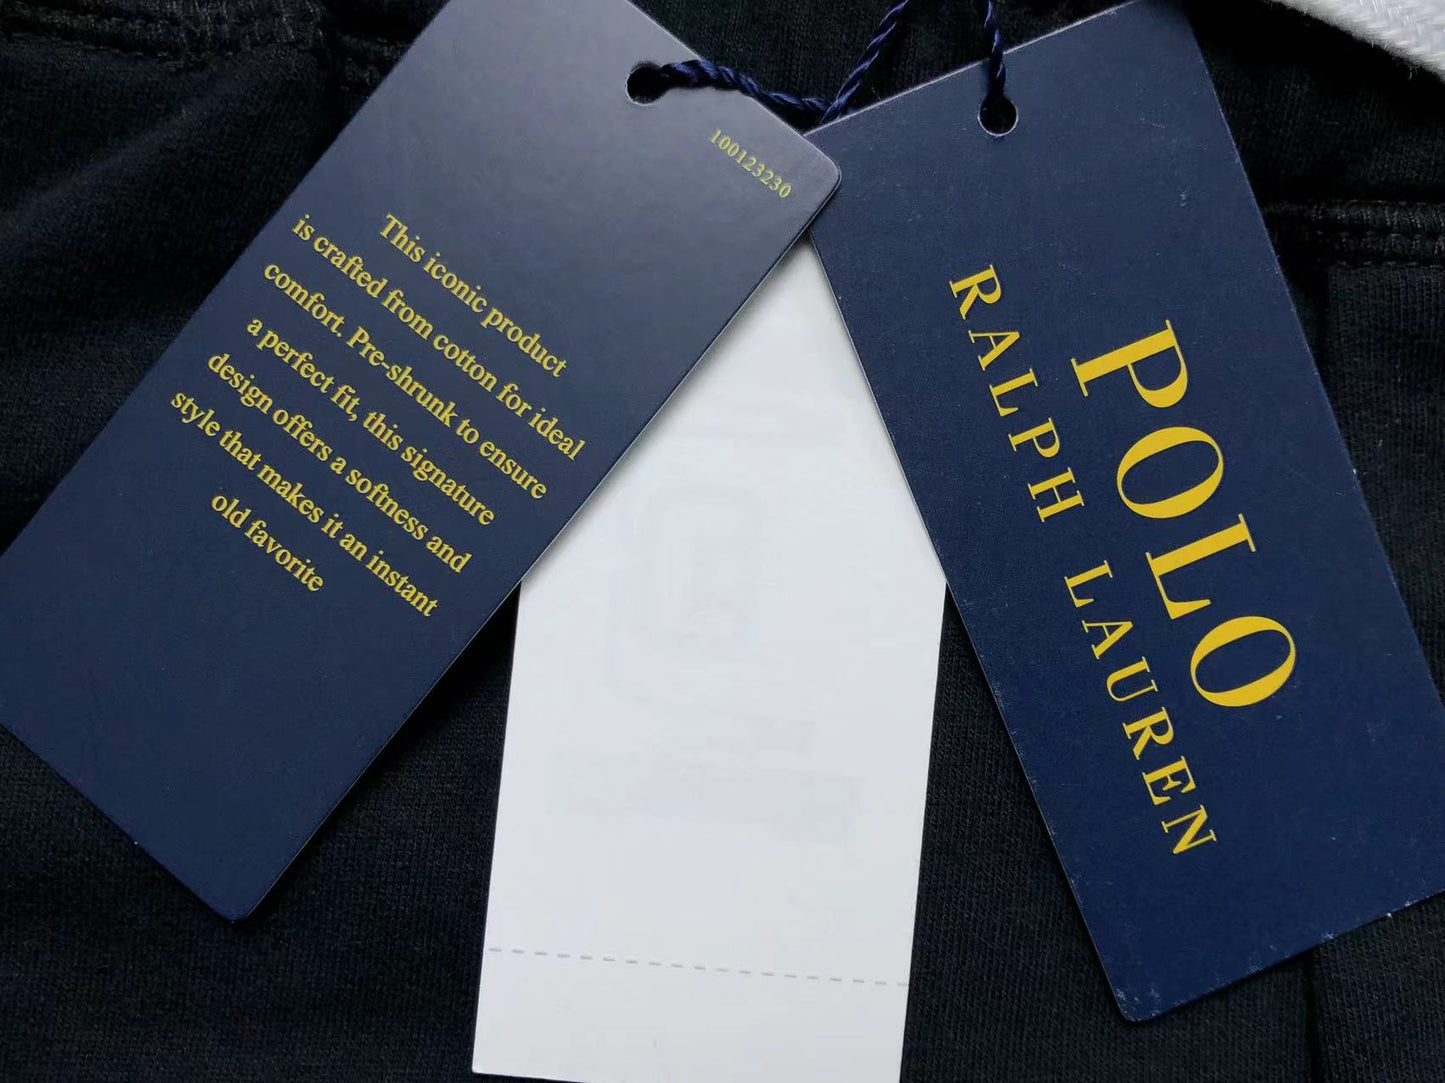 100123230
This iconic product
is crafted from cotton for ideal
comfort. Pre-shrunk to ensure
a perfect fit, this signature
design offers a softness and
style that makes it an instant
old favorite
POLO
RALPH LAUREN